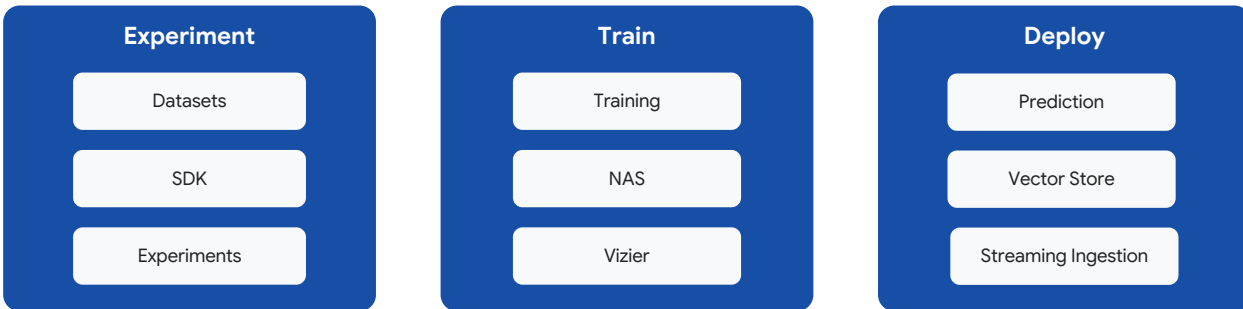 Experiment
Datasets
SDK
Experiments
Train
Training
NAS
Vizier
Deploy
Prediction
Vector Store
Streaming Ingestion